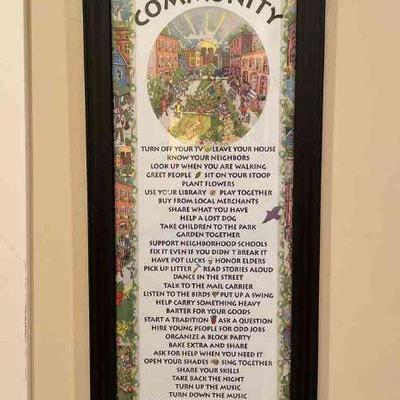 COMMUNITY
TURN OFF YOUR TV LEAVE YOUR HOUSE
KNOW YOUR NEIGHBORS
LOOK UP WHEN YOU ARE WALKING
GREET PEOPLE SIT ON YOUR STOOP
PLANT FLOWERS
USE YOUR LIBRARY PLAY TOGETHER
BUY FROM LOCAL MERCHANTS
SHARE WHAT YOU HAVE
HELP A LOST DOG
TAKE CHILDREN TO THE PARK
GARDEN TOGETHER
SUPPORT NEIGHBORHOOD SCHOOLS
FIX IT EVEN IF YOU DIDN'T BREAK IT
HAVE POT LUCKS HONOR ELDERS
PICK UP LITTER READ STORIES ALOUD
DANCE IN THE STREET
TALK TO THE MAIL CARRIER
LISTEN TO THE BIRDS PUT UP A SWING
HELP CARRY SOMETHING HEAVY
BARTER FOR YOUR GOODS
START A TRADITION ASK A QUESTION
HIRE YOUNG PEOPLE FOR ODD JOBS
ORGANIZE A BLOCK PARTY
BAKE EXTRA AND SHARE
ASK FOR HELP WHEN YOU NEED IT
OPEN YOUR SHADES SING TOGETHER
SHARE YOUR SKILLS
TAKE BACK THE NIGHT
TURN UP THE MUSIC
TURN DOWN THE MUSIC